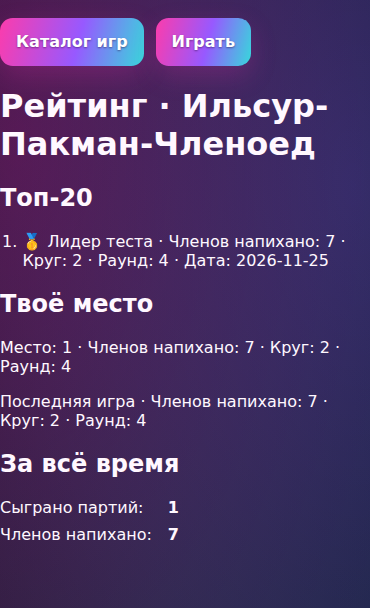 Каталог игр
Играть
Рейтинг · Ильсур-
Пакман-Членоед
Топ-20
1. 🥇 Лидер теста · Членов напихано: 7 ·
Круг: 2 · Раунд: 4 · Дата: 2026-11-25
Твоё место
Место: 1 · Членов напихано: 7 · Круг: 2 ·
Раунд: 4
Последняя игра · Членов напихано: 7 ·
Круг: 2 · Раунд: 4
За всё время
Сыграно партий: 1
Членов напихано: 7